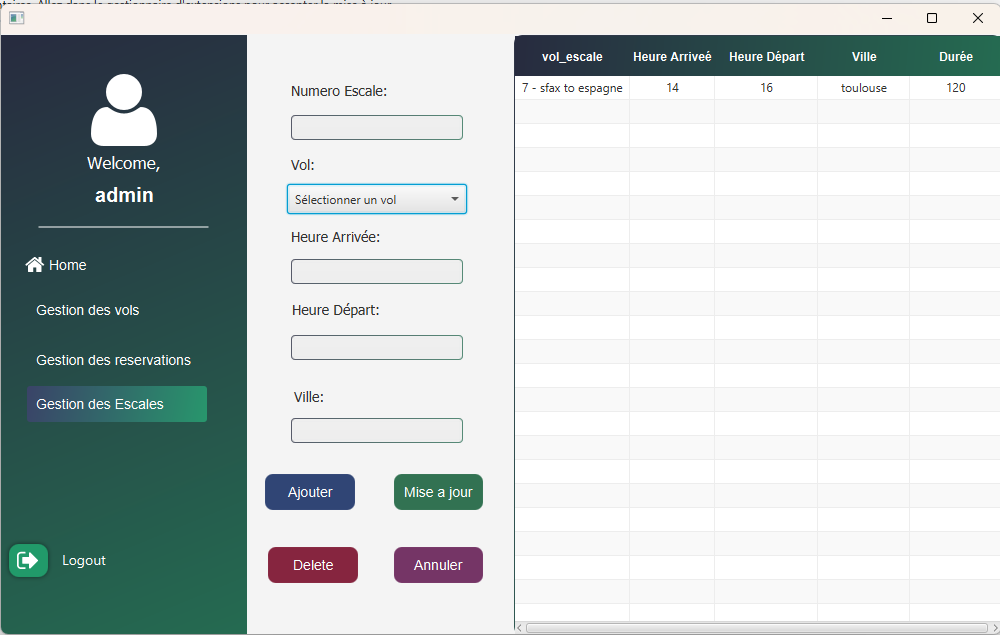 Welcome,
admin
Home
Gestion des vols
Gestion des reservations
Gestion des Escales
Logout
Numero Escale:
Vol:
Sélectionner un vol
Heure Arrivée:
Heure Départ:
Ville:
Ajouter
Mise a jour
Delete
Annuler
vol_escale Heure Arriveé Heure Départ Ville Durée
7 - sfax to espagne 14 16 toulouse 120